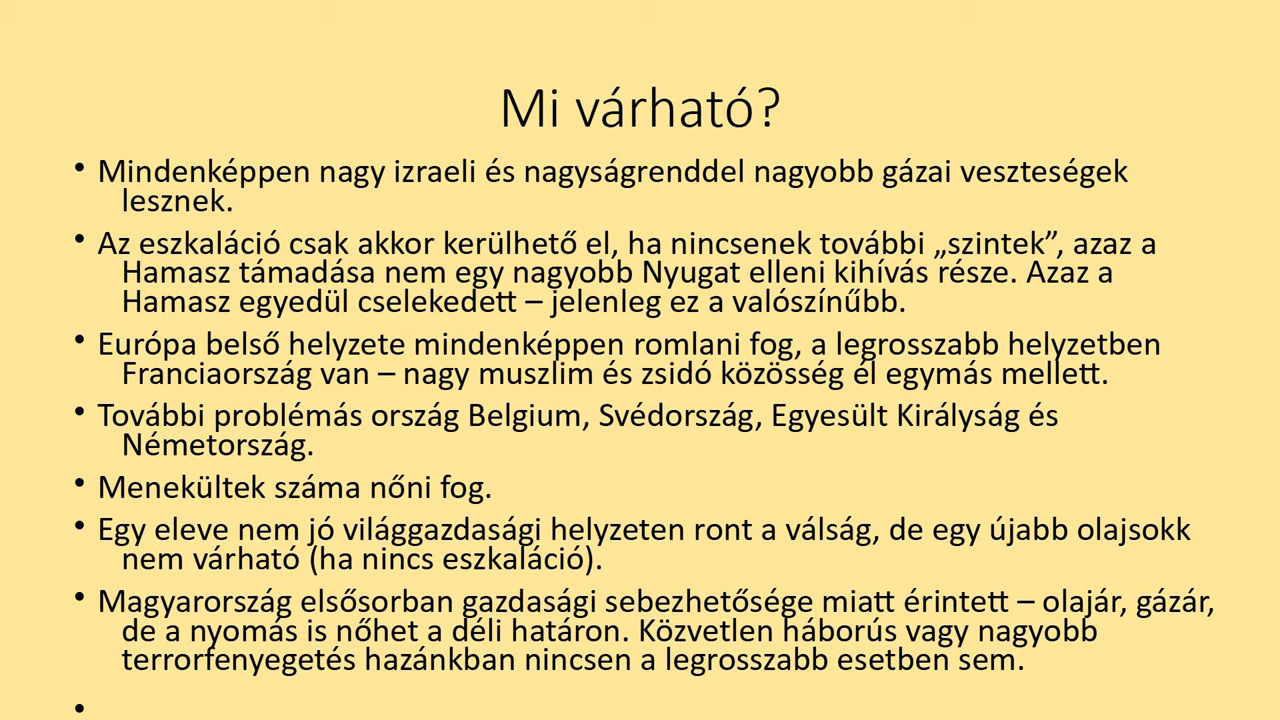 Mi várható?
• Mindenképpen nagy izraeli és nagyságrenddel nagyobb gázai veszteségek
lesznek.
• Az eszkaláció csak akkor kerülhető el, ha nincsenek további „szintek”, azaz a
Hamasz támadása nem egy nagyobb Nyugat elleni kihívás része. Azaz a
Hamasz egyedül cselekedett – jelenleg ez a valószínűbb.
• Európa belső helyzete mindenképpen romlani fog, a legrosszabb helyzetben
Franciaország van – nagy muszlim és zsidó közösség él egymás mellett.
• További problémás ország Belgium, Svédország, Egyesült Királyság és
Németország.
• Menekültek száma nőni fog.
• Egy eleve nem jó világgazdasági helyzeten ront a válság, de egy újabb olajsokk
nem várható (ha nincs eszkaláció).
• Magyarország elsősorban gazdasági sebezhetősége miatt érintett – olajár, gázár,
de a nyomás is nőhet a déli határon. Közvetlen háborús vagy nagyobb
terrorfenyegetés hazánkban nincsen a legrosszabb esetben sem.
•